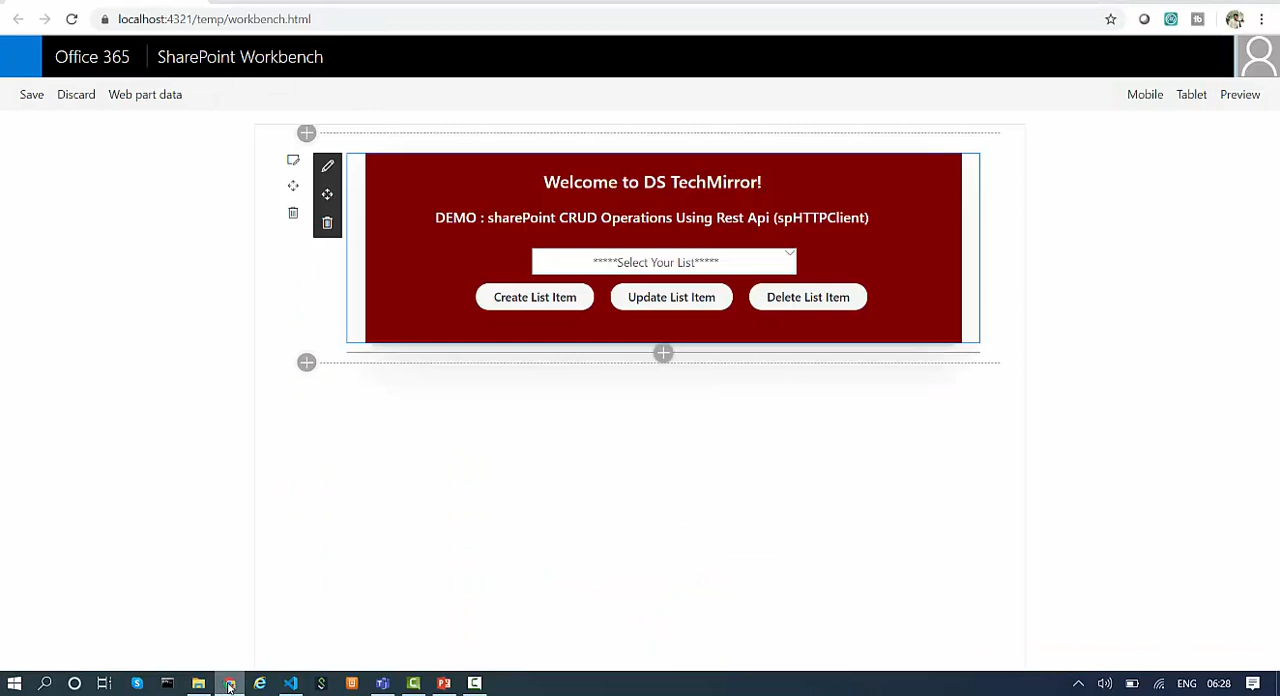 localhost:4321/temp/workbench.html
Office 365 SharePoint Workbench
Save Discard Web part data Mobile Tablet Preview
Welcome to DS TechMirror!
DEMO : sharePoint CRUD Operations Using Rest Api (spHTTPClient)
*****Select Your List*****
Create List Item Update List Item Delete List Item
ENG 06:28